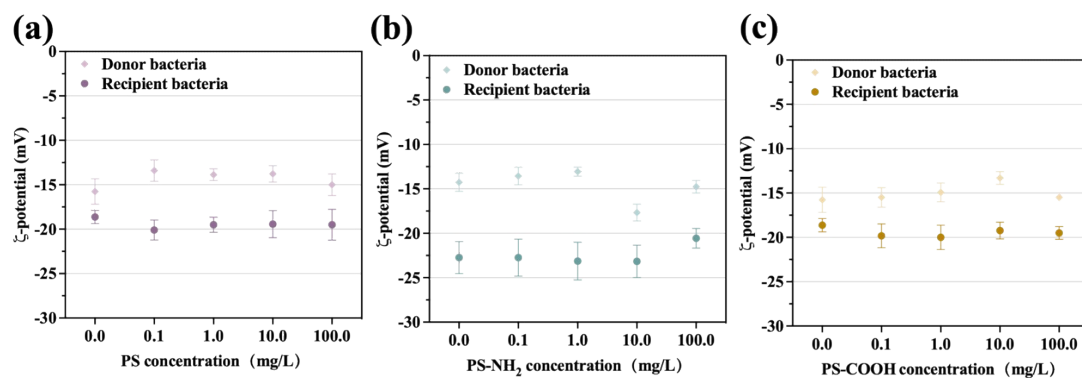 (a)
0
-5
-10
-15
-20
-25
-30
ζ-potential (mV)
Donor bacteria
Recipient bacteria
0.0 0.1 1.0 10.0 100.0
PS concentration (mg/L)
(b)
0
-5
-10
-15
-20
-25
-30
ζ-potential (mV)
Donor bacteria
Recipient bacteria
0.0 0.1 1.0 10.0 100.0
PS-NH₂ concentration (mg/L)
(c)
0
-5
-10
-15
-20
-25
-30
ζ-potential (mV)
Donor bacteria
Recipient bacteria
0.0 0.1 1.0 10.0 100.0
PS-COOH concentration (mg/L)